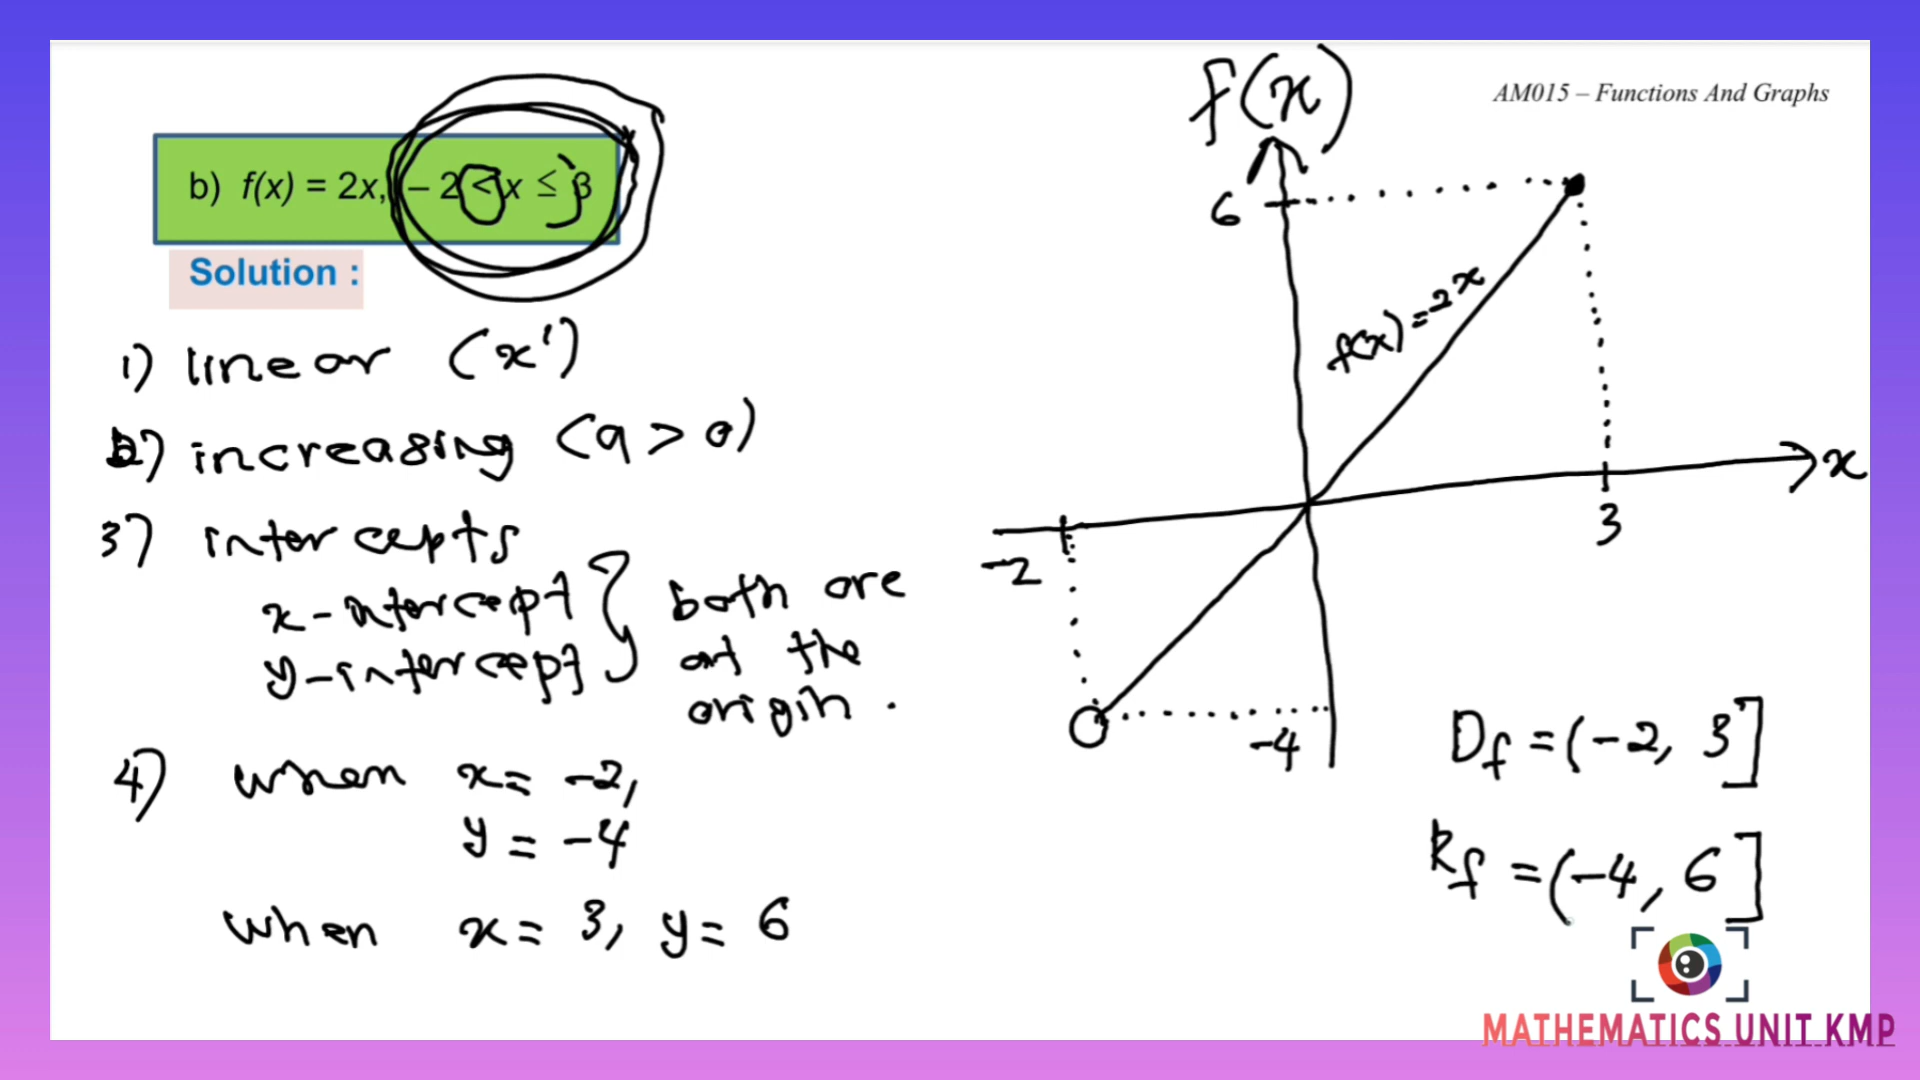 AM015 – Functions And Graphs
b) f(x) = 2x, – 2 < x ≤ 3
Solution :
1) linear (x¹)
2) increasing (a > 0)
3) intercepts
x-intercept
y-intercept
both are
at the
origin.
4) when x = -2,
y = -4
when x = 3, y = 6
f(x)
6
f(x) = 2x
x
3
-2
-4
Df = (-2, 3]
Rf = (-4, 6]
MATHEMATICS UNIT KMP